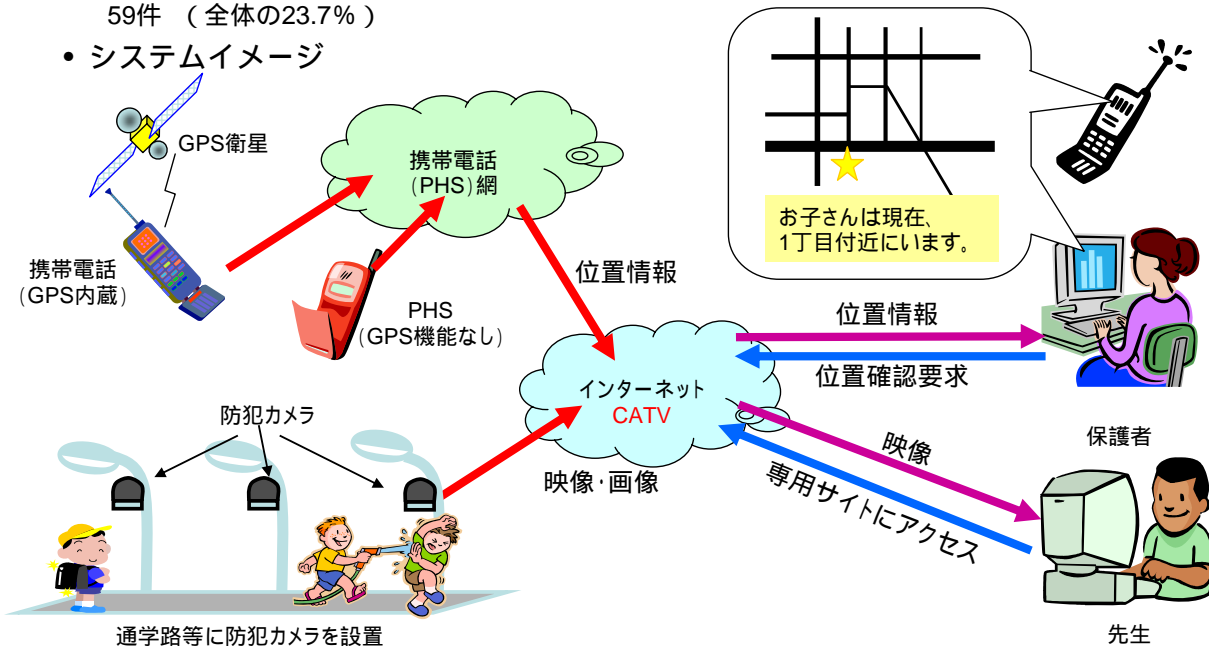 59件 （全体の23.7％）
• システムイメージ
GPS衛星
携帯電話
(GPS内蔵)
携帯電話
(PHS)網
PHS
(GPS機能なし)
位置情報
お子さんは現在、
1丁目付近にいます。
インターネット
CATV
位置情報
位置確認要求
保護者
防犯カメラ
映像・画像
映像
専用サイトにアクセス
通学路等に防犯カメラを設置
先生